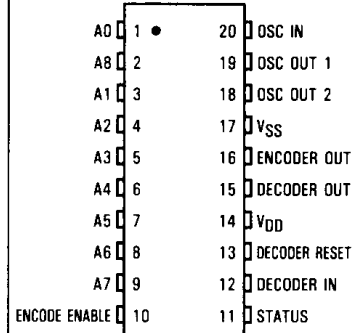 A0 1 20 OSC IN
A8 2 19 OSC OUT 1
A1 3 18 OSC OUT 2
A2 4 17 VSS
A3 5 16 ENCODER OUT
A4 6 15 DECODER OUT
A5 7 14 VDD
A6 8 13 DECODER RESET
A7 9 12 DECODER IN
ENCODE ENABLE 10 11 STATUS